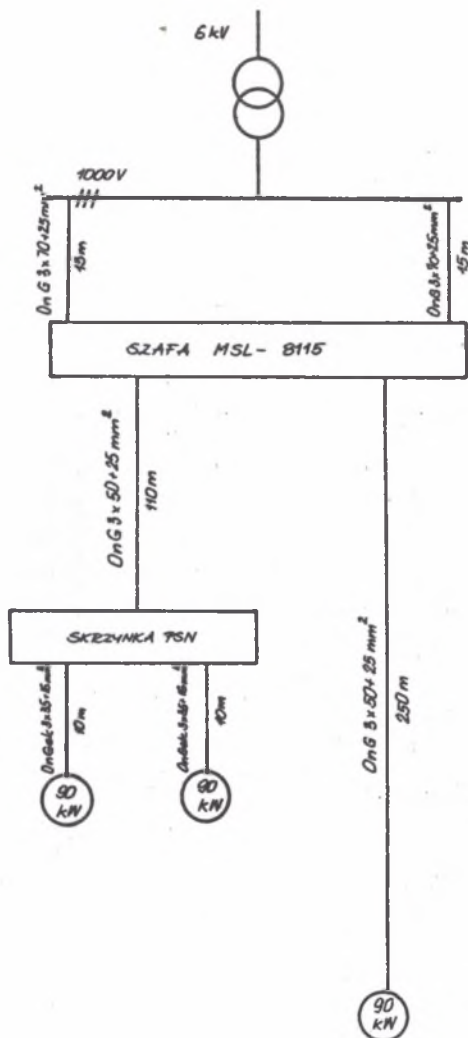 6kV
1000V
OnG 3x70+25mm²
15m
OnG 3x70+25mm²
15m
SZAFA MSL-8115
OnG 3x50+25mm²
110m
OnG 3x50+25mm²
250m
SKRZYNKA PSN
10m
10m
90
kW
90
kW
90
kW